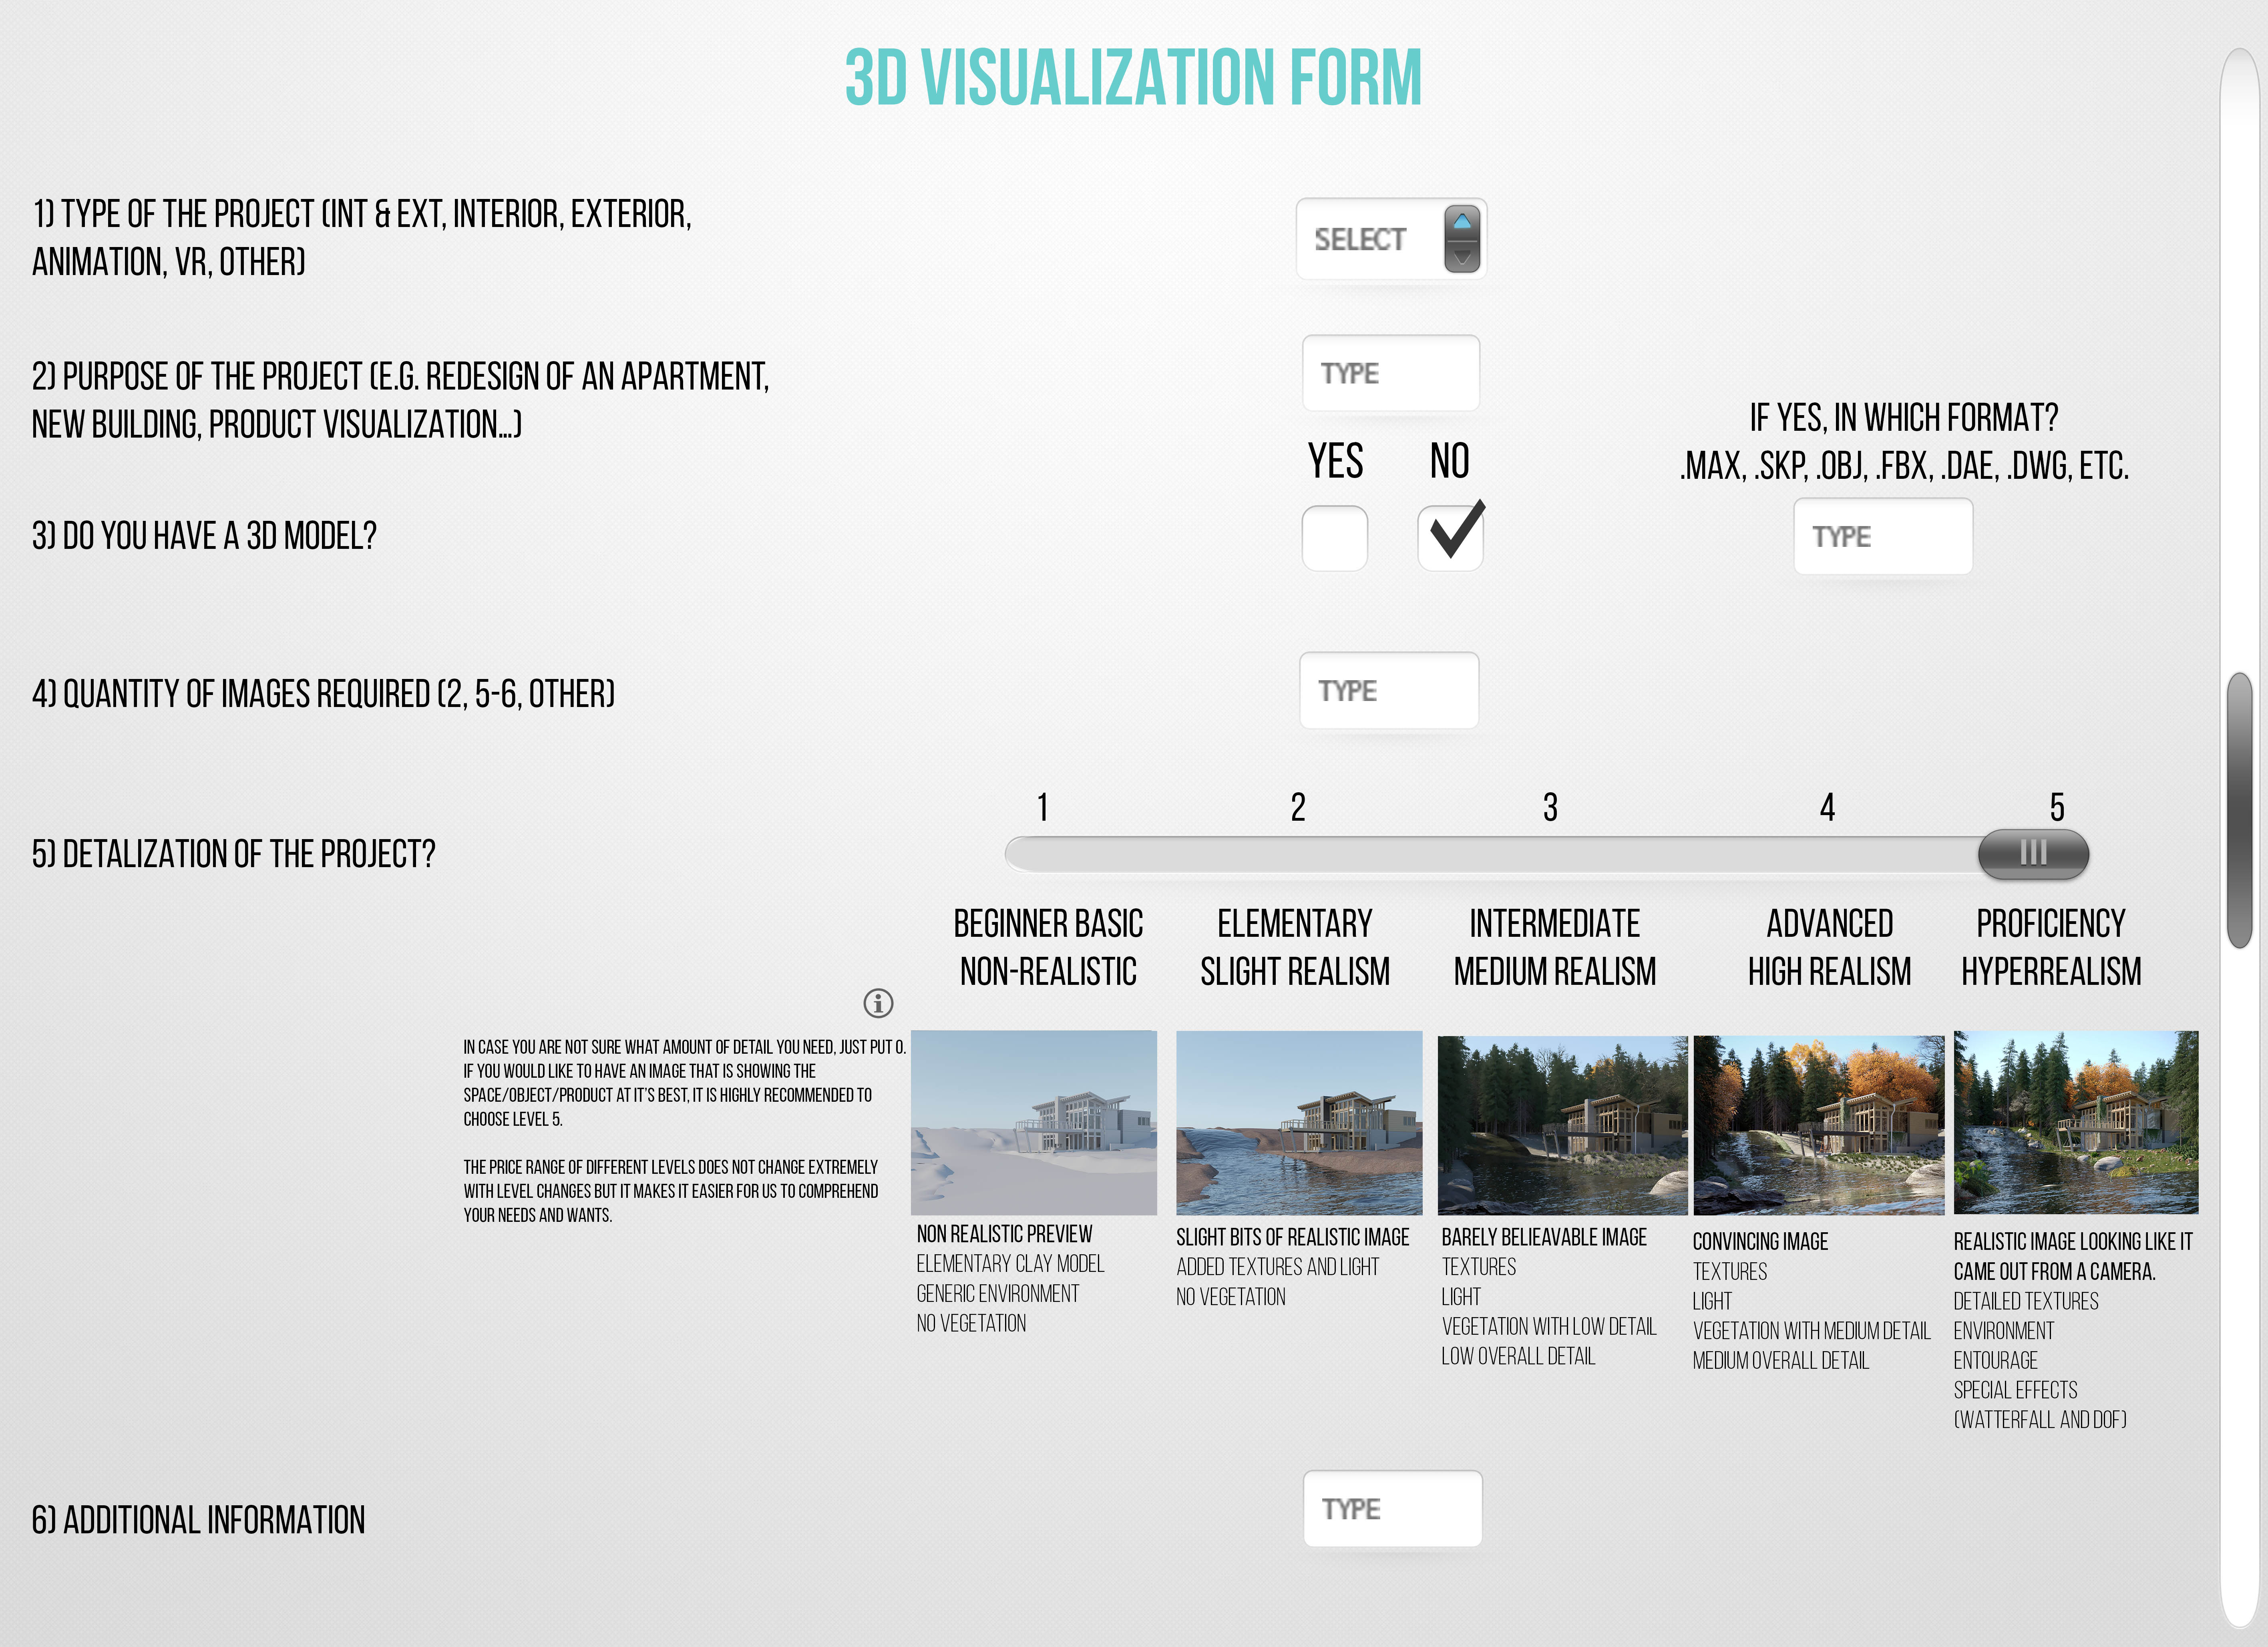 3D VISUALIZATION FORM
1) TYPE OF THE PROJECT (INT & EXT, INTERIOR, EXTERIOR,
ANIMATION, VR, OTHER)
SELECT
2) PURPOSE OF THE PROJECT (E.G. REDESIGN OF AN APARTMENT,
NEW BUILDING, PRODUCT VISUALIZATION...)
TYPE
3) DO YOU HAVE A 3D MODEL?
YES NO
IF YES, IN WHICH FORMAT?
.MAX, .SKP, .OBJ, .FBX, .DAE, .DWG, ETC.
TYPE
4) QUANTITY OF IMAGES REQUIRED (2, 5-6, OTHER)
TYPE
5) DETALIZATION OF THE PROJECT?
1 2 3 4 5
BEGINNER BASIC
NON-REALISTIC
ELEMENTARY
SLIGHT REALISM
INTERMEDIATE
MEDIUM REALISM
ADVANCED
HIGH REALISM
PROFICIENCY
HYPERREALISM
i
IN CASE YOU ARE NOT SURE WHAT AMOUNT OF DETAIL YOU NEED, JUST PUT 0.
IF YOU WOULD LIKE TO HAVE AN IMAGE THAT IS SHOWING THE
SPACE/OBJECT/PRODUCT AT IT'S BEST, IT IS HIGHLY RECOMMENDED TO
CHOOSE LEVEL 5.
THE PRICE RANGE OF DIFFERENT LEVELS DOES NOT CHANGE EXTREMELY
WITH LEVEL CHANGES BUT IT MAKES IT EASIER FOR US TO COMPREHEND
YOUR NEEDS AND WANTS.
NON REALISTIC PREVIEW
ELEMENTARY CLAY MODEL
GENERIC ENVIRONMENT
NO VEGETATION
SLIGHT BITS OF REALISTIC IMAGE
ADDED TEXTURES AND LIGHT
NO VEGETATION
BARELY BELIEAVABLE IMAGE
TEXTURES
LIGHT
VEGETATION WITH LOW DETAIL
LOW OVERALL DETAIL
CONVINCING IMAGE
TEXTURES
LIGHT
VEGETATION WITH MEDIUM DETAIL
MEDIUM OVERALL DETAIL
REALISTIC IMAGE LOOKING LIKE IT
CAME OUT FROM A CAMERA.
DETAILED TEXTURES
ENVIRONMENT
ENTOURAGE
SPECIAL EFFECTS
(WATTERFALL AND DOF)
6) ADDITIONAL INFORMATION
TYPE